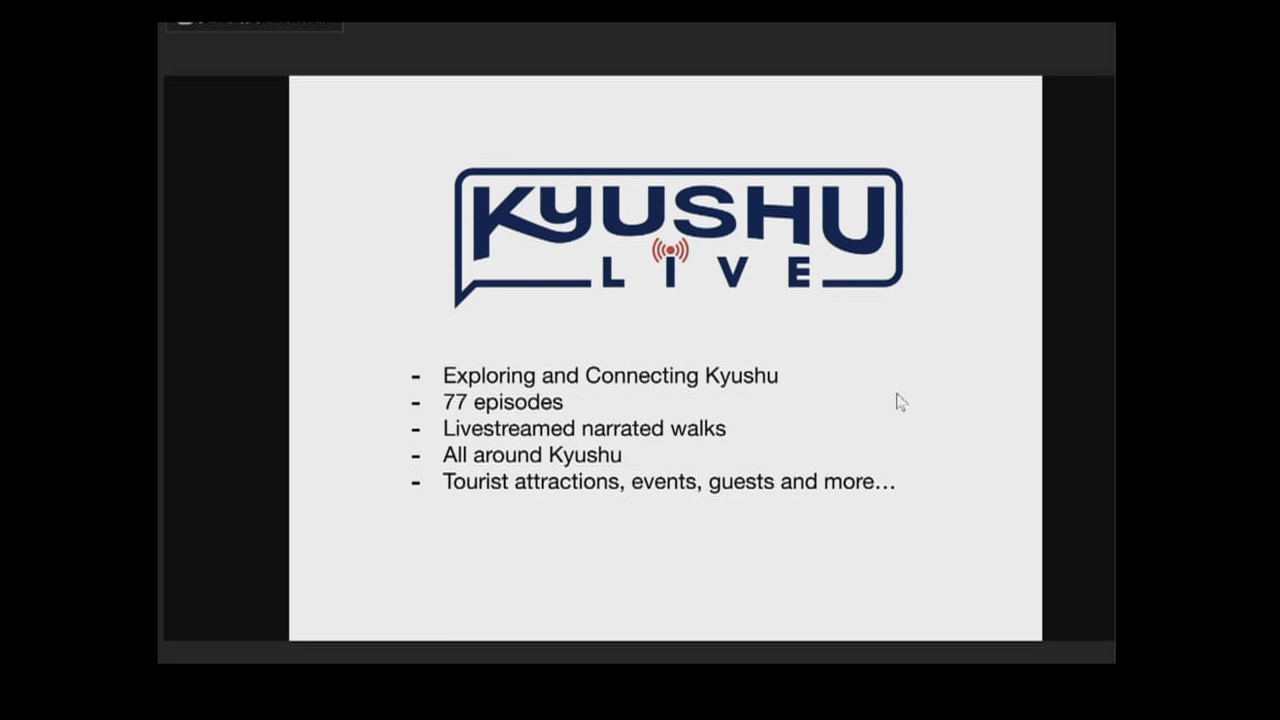 KYUSHU
LIVE
- Exploring and Connecting Kyushu
- 77 episodes
- Livestreamed narrated walks
- All around Kyushu
- Tourist attractions, events, guests and more…